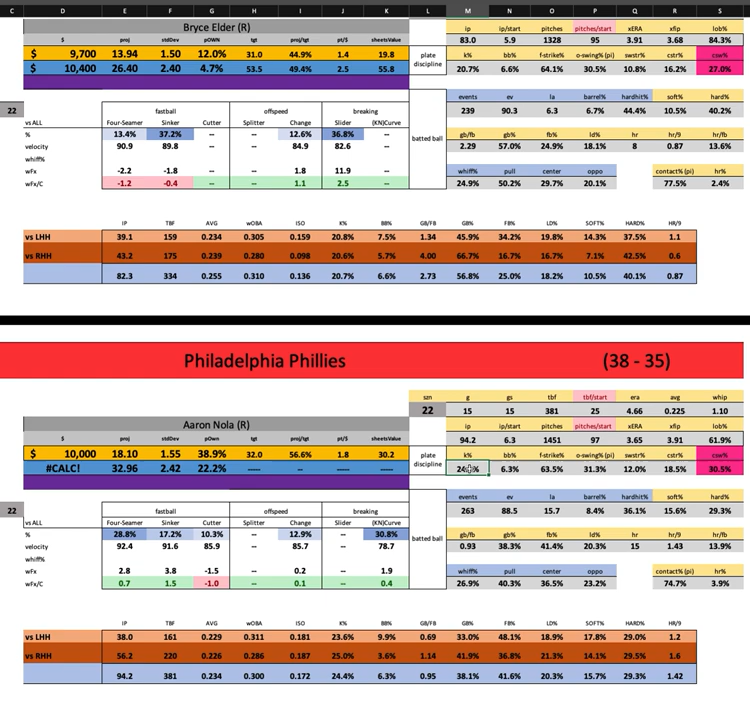 C D E F G H I J K L M N O P Q R S
Bryce Elder (R) ip ip/start pitches pitches/start xERA xfip lob%
$ proj stdDev pOWN tgt proj/tgt pt/$ sheetsValue 83.0 5.9 1328 95 3.91 3.68 84.3%
$ 9,700 13.94 1.50 12.0% 31.0 44.9% 1.4 19.8 plate discipline k% bb% f-strike% o-swing% (pi) swstr% cstr% csw%
$ 10,400 26.40 2.40 4.7% 53.5 49.4% 2.5 55.8 20.7% 6.6% 64.1% 30.5% 10.8% 16.2% 27.0%
events ev la barrel% hardhit% soft% hard%
22 fastball offspeed breaking 239 90.3 6.3 6.7% 44.4% 10.5% 40.2%
vs ALL Four-Seamer Sinker Cutter Splitter Change Slider (KN)Curve
% 13.4% 37.2% -- -- 12.6% 36.8% -- batted ball gb/fb gb% fb% ld% hr hr/9 hr/fb
velocity 90.9 89.8 -- -- 84.9 82.6 -- 2.29 57.0% 24.9% 18.1% 8 0.87 13.6%
whiff%
wFx -2.2 -1.8 1.8 11.9 whiff% pull center oppo contact% (pi) hr%
wFx/C -1.2 -0.4 -- -- 1.1 2.5 -- 24.9% 50.2% 29.7% 20.1% 77.5% 2.4%
IP TBF AVG wOBA ISO K% BB% GB/FB GB% FB% LD% SOFT% HARD% HR/9
vs LHH 39.1 159 0.234 0.305 0.159 20.8% 7.5% 1.34 45.9% 34.2% 19.8% 14.3% 37.5% 1.1
vs RHH 43.2 175 0.239 0.280 0.098 20.6% 5.7% 4.00 66.7% 16.7% 16.7% 7.1% 42.5% 0.6
82.3 334 0.255 0.310 0.136 20.7% 6.6% 2.73 56.8% 25.0% 18.2% 10.5% 40.1% 0.87
Philadelphia Phillies (38 - 35)
szn g gs tbf tbf/start era avg whip
22 15 15 381 25 4.66 0.225 1.10
Aaron Nola (R) ip ip/start pitches pitches/start xERA xfip lob%
$ proj stdDev pOwn tgt proj/tgt pt/$ sheetsValue 94.2 6.3 1451 97 3.65 3.91 61.9%
$ 10,000 18.10 1.55 38.9% 32.0 56.6% 1.8 30.2 plate discipline k% bb% f-strike% o-swing% (pi) swstr% cstr% csw%
#CALC! 32.96 2.42 22.2% ---- -- -- ---- 6.3% 63.5% 31.3% 12.0% 18.5% 30.5%
events ev la barrel% hardhit% soft% hard%
22 fastball offspeed breaking 263 88.5 15.7 8.4% 36.1% 15.6% 29.3%
vs ALL Four-Seamer Sinker Cutter Splitter Change Slider (KN)Curve
% 28.8% 17.2% 10.3% -- 12.9% -- 30.8% batted ball gb/fb gb% fb% ld% hr hr/9 hr/fb
velocity 92.4 91.6 85.9 -- 85.7 -- 78.7 0.93 38.3% 41.4% 20.3% 15 1.43 13.9%
whiff%
wFx 2.8 3.8 -1.5 0.2 1.9 whiff% pull center oppo contact% (pi) hr%
wFx/C 0.7 1.5 -1.0 -- 0.1 -- 0.4 26.9% 40.3% 36.5% 23.2% 74.7% 3.9%
IP TBF AVG wOBA ISO K% BB% GB/FB GB% FB% LD% SOFT% HARD% HR/9
vs LHH 38.0 161 0.229 0.311 0.181 23.6% 9.9% 0.69 33.0% 48.1% 18.9% 17.8% 29.0% 1.2
vs RHH 56.2 220 0.226 0.286 0.187 25.0% 3.6% 1.14 41.9% 36.8% 21.3% 14.1% 29.5% 1.6
94.2 381 0.234 0.300 0.172 24.4% 6.3% 0.95 38.1% 41.6% 20.3% 15.7% 29.3% 1.42